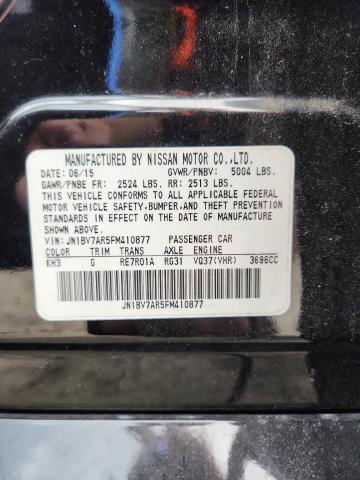 MANUFACTURED BY NISSAN MOTOR CO.,LTD.
DATE: 06/15 GVWR/PNBV: 5004 LBS.
GAWR/PNBE FR: 2524 LBS. RR: 2513 LBS.
THIS VEHICLE CONFORMS TO ALL APPLICABLE FEDERAL
MOTOR VEHICLE SAFETY,BUMPER,AND THEFT PREVENTION
STANDARDS IN EFFECT ON THE DATE OF MANUFACTURE
SHOWN ABOVE.
VIN: JN1BV7AR5FM410877 PASSENGER CAR
COLOR TRIM TRANS AXLE ENGINE
KH3 G RE7R01A RG31 VQ37(VHR) 3696CC
JN1BV7AR5FM410877